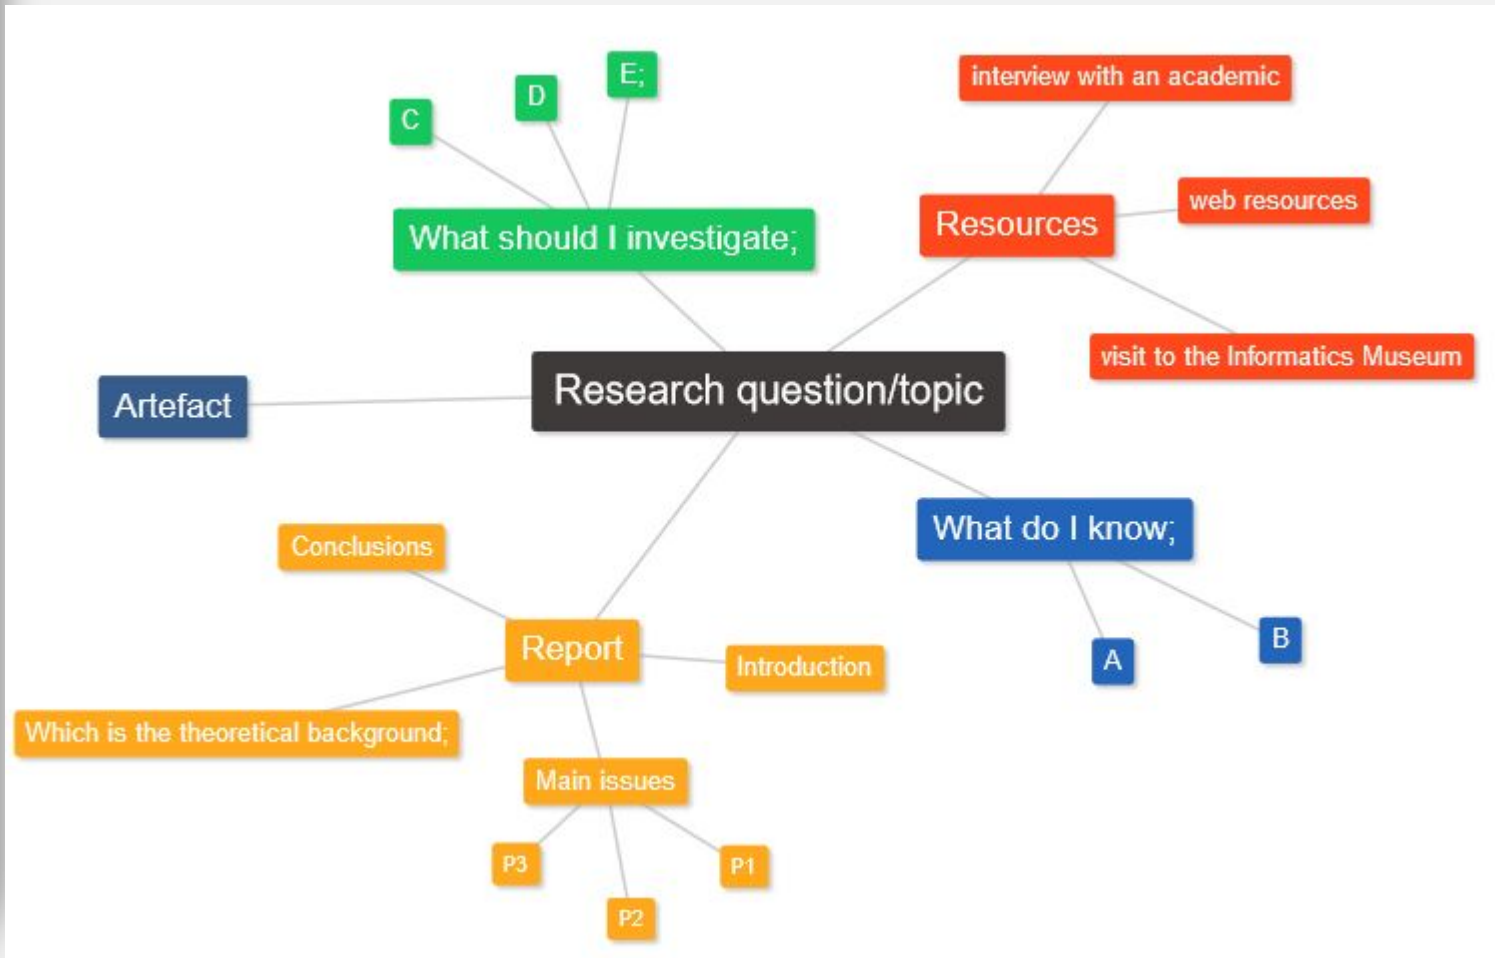 E;
interview with an academic
D
C
web resources
Resources
What should I investigate;
visit to the Informatics Museum
Research question/topic
Artefact
What do I know;
Conclusions
B
Report
A
Introduction
Which is the theoretical background;
Main issues
P3
P1
P2